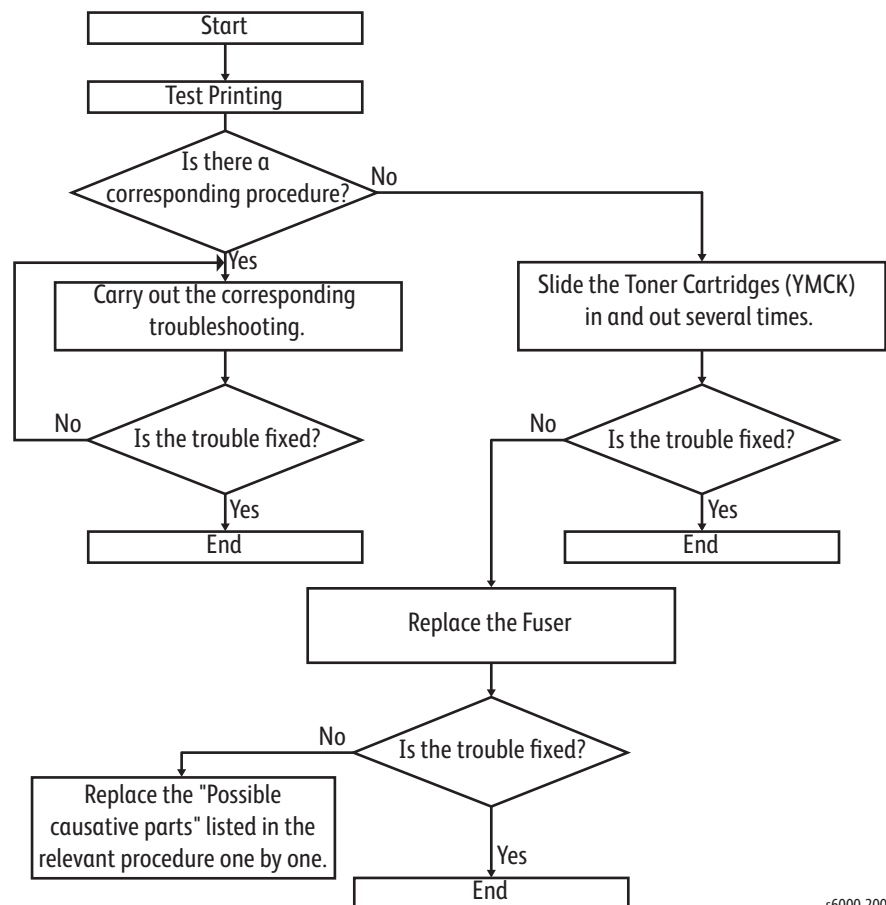 Start
Test Printing
Is there a
corresponding procedure?
No
Yes
Carry out the corresponding
troubleshooting.
Slide the Toner Cartridges (YMCK)
in and out several times.
No
Is the trouble fixed?
No
Is the trouble fixed?
Yes
Yes
End
End
Replace the Fuser
No
Is the trouble fixed?
Replace the "Possible
causative parts" listed in the
relevant procedure one by one.
Yes
End